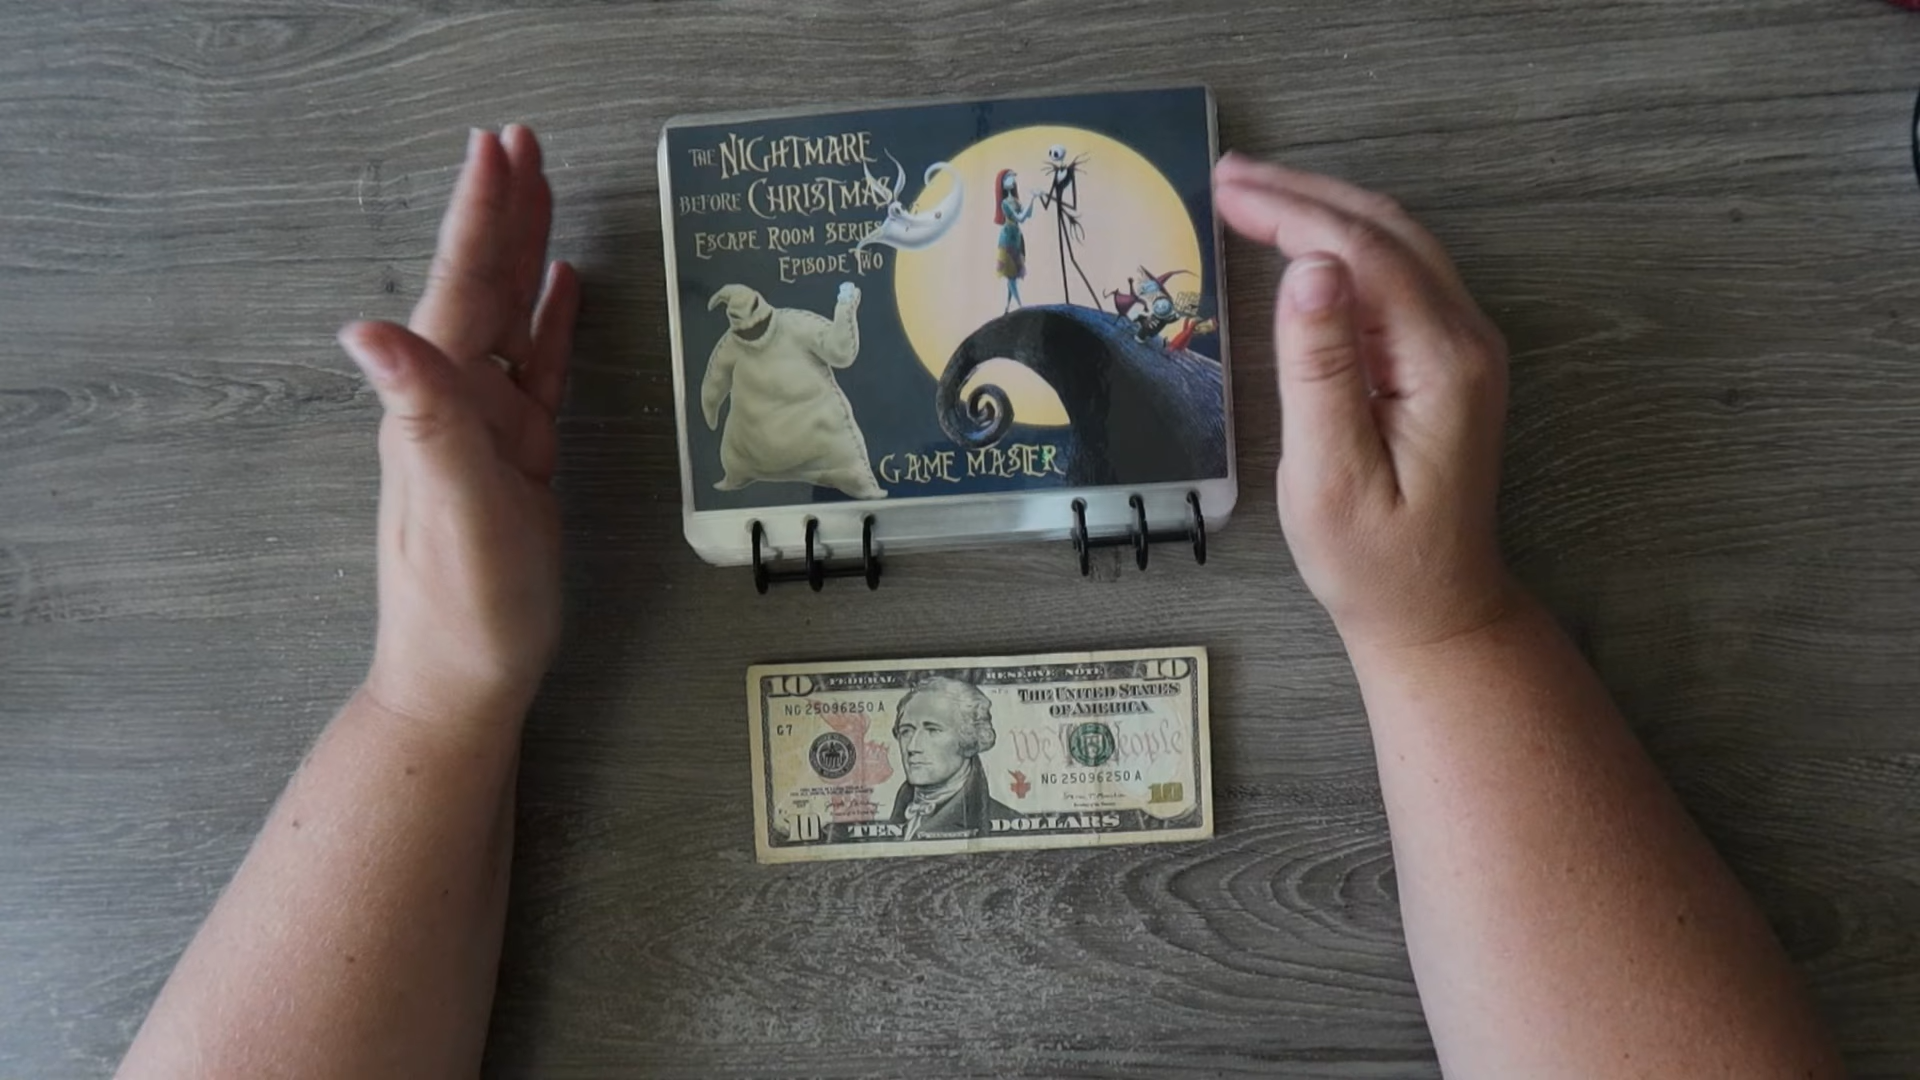 THE NIGHTMARE
BEFORE CHRISTMAS
ESCAPE ROOM SERIES
EPISODE TWO
GAME MASTER
10 FEDERAL RESERVE NOTE 10
THE UNITED STATES
OF AMERICA
NG 25096250 A
G7
We the People
NG 25096250 A
10
$10 TEN DOLLARS